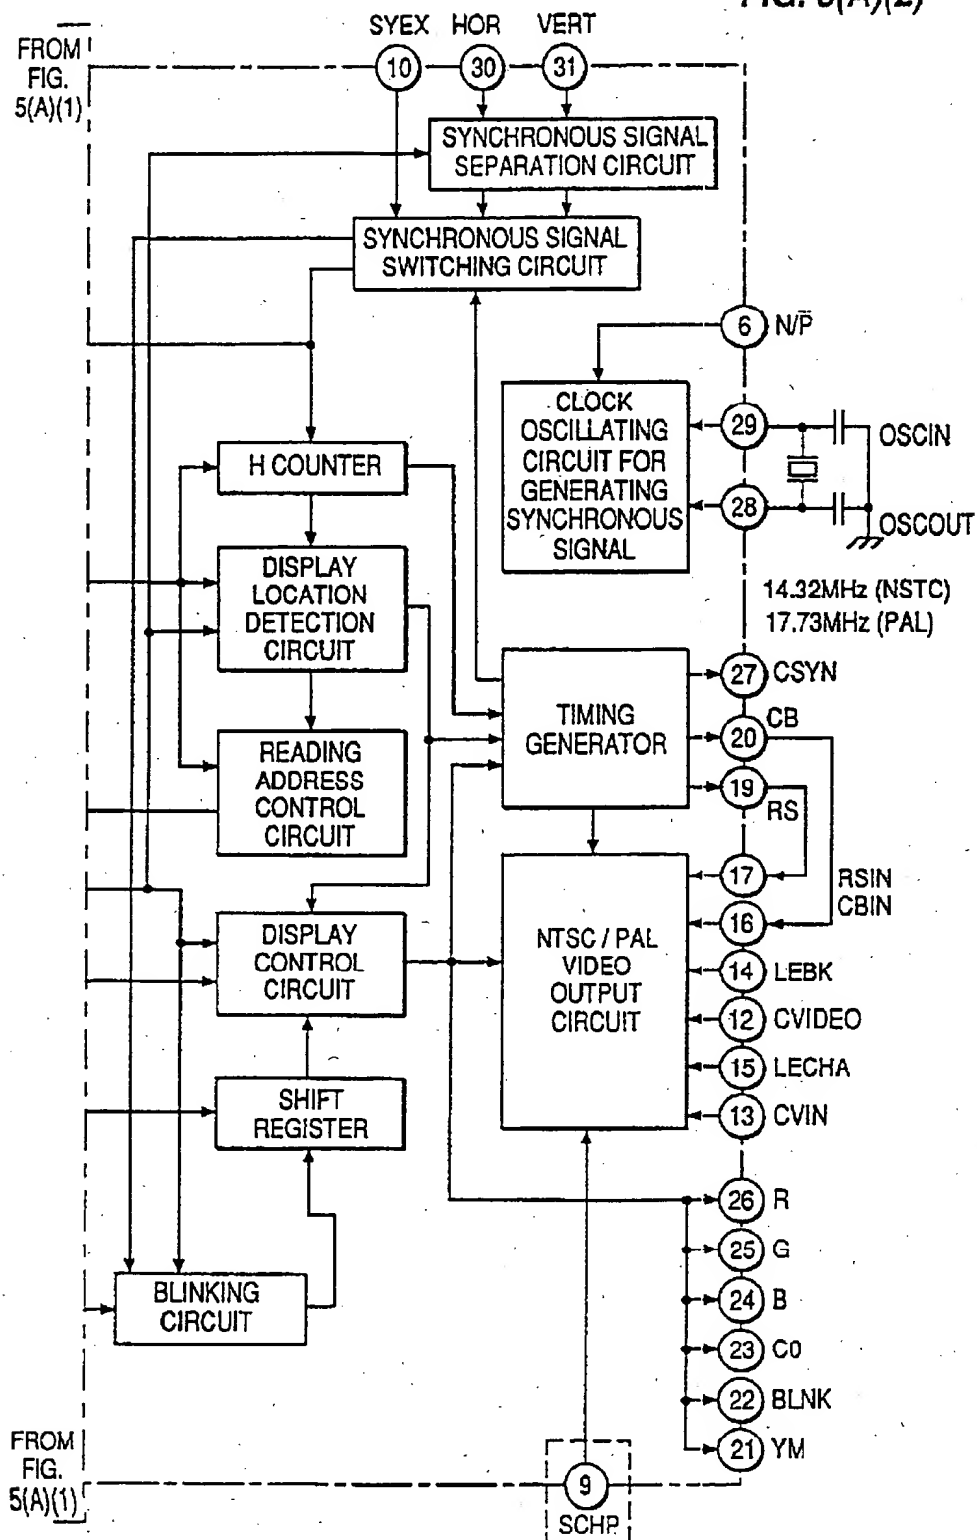 FIG. 5(A)(2)
FROM
FIG.
5(A)(1)
SYEX HOR VERT
10 30 31
SYNCHRONOUS SIGNAL
SEPARATION CIRCUIT
SYNCHRONOUS SIGNAL
SWITCHING CIRCUIT
6 N/P̅
CLOCK
OSCILLATING
CIRCUIT FOR
GENERATING
SYNCHRONOUS
SIGNAL
29 OSCIN
28 OSCOUT
14.32MHz (NSTC)
17.73MHz (PAL)
H COUNTER
DISPLAY
LOCATION
DETECTION
CIRCUIT
READING
ADDRESS
CONTROL
CIRCUIT
TIMING
GENERATOR
27 CSYN
20 CB
19 RS
17 RSIN
16 CBIN
DISPLAY
CONTROL
CIRCUIT
NTSC / PAL
VIDEO
OUTPUT
CIRCUIT
14 LEBK
12 CVIDEO
15 LECHA
13 CVIN
SHIFT
REGISTER
26 R
25 G
24 B
23 C0
22 BLNK
21 YM
BLINKING
CIRCUIT
FROM
FIG.
5(A)(1)
9
SCHP